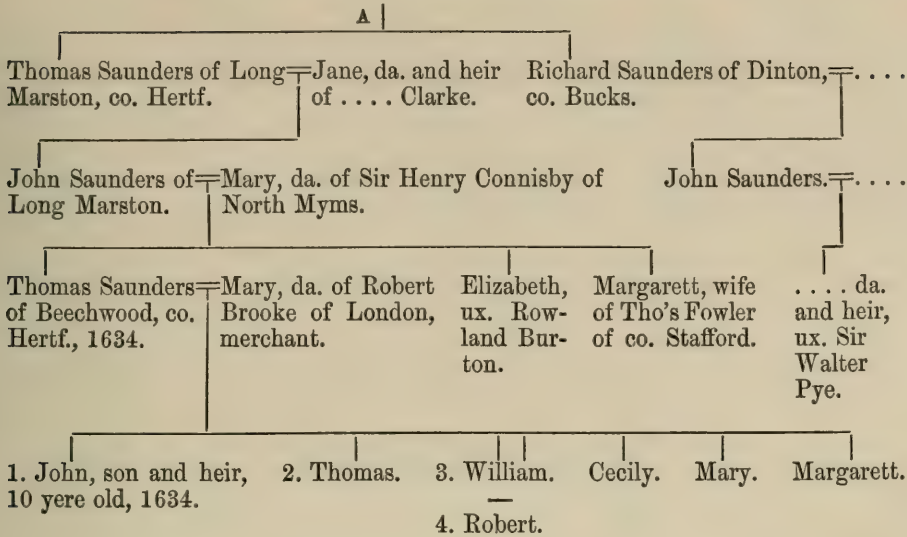 A
Thomas Saunders of Long Marston, co. Hertf.
Jane, da. and heir of .... Clarke.
Richard Saunders of Dinton, co. Bucks.
....
John Saunders of Long Marston.
Mary, da. of Sir Henry Connisby of North Myms.
John Saunders.
....
Thomas Saunders of Beechwood, co. Hertf., 1634.
Mary, da. of Robert Brooke of London, merchant.
Elizabeth, ux. Rowland Burton.
Margarett, wife of Tho's Fowler of co. Stafford.
.... da. and heir, ux. Sir Walter Pye.
1. John, son and heir, 10 yere old, 1634.
2. Thomas.
3. William.
4. Robert.
Cecily.
Mary.
Margarett.